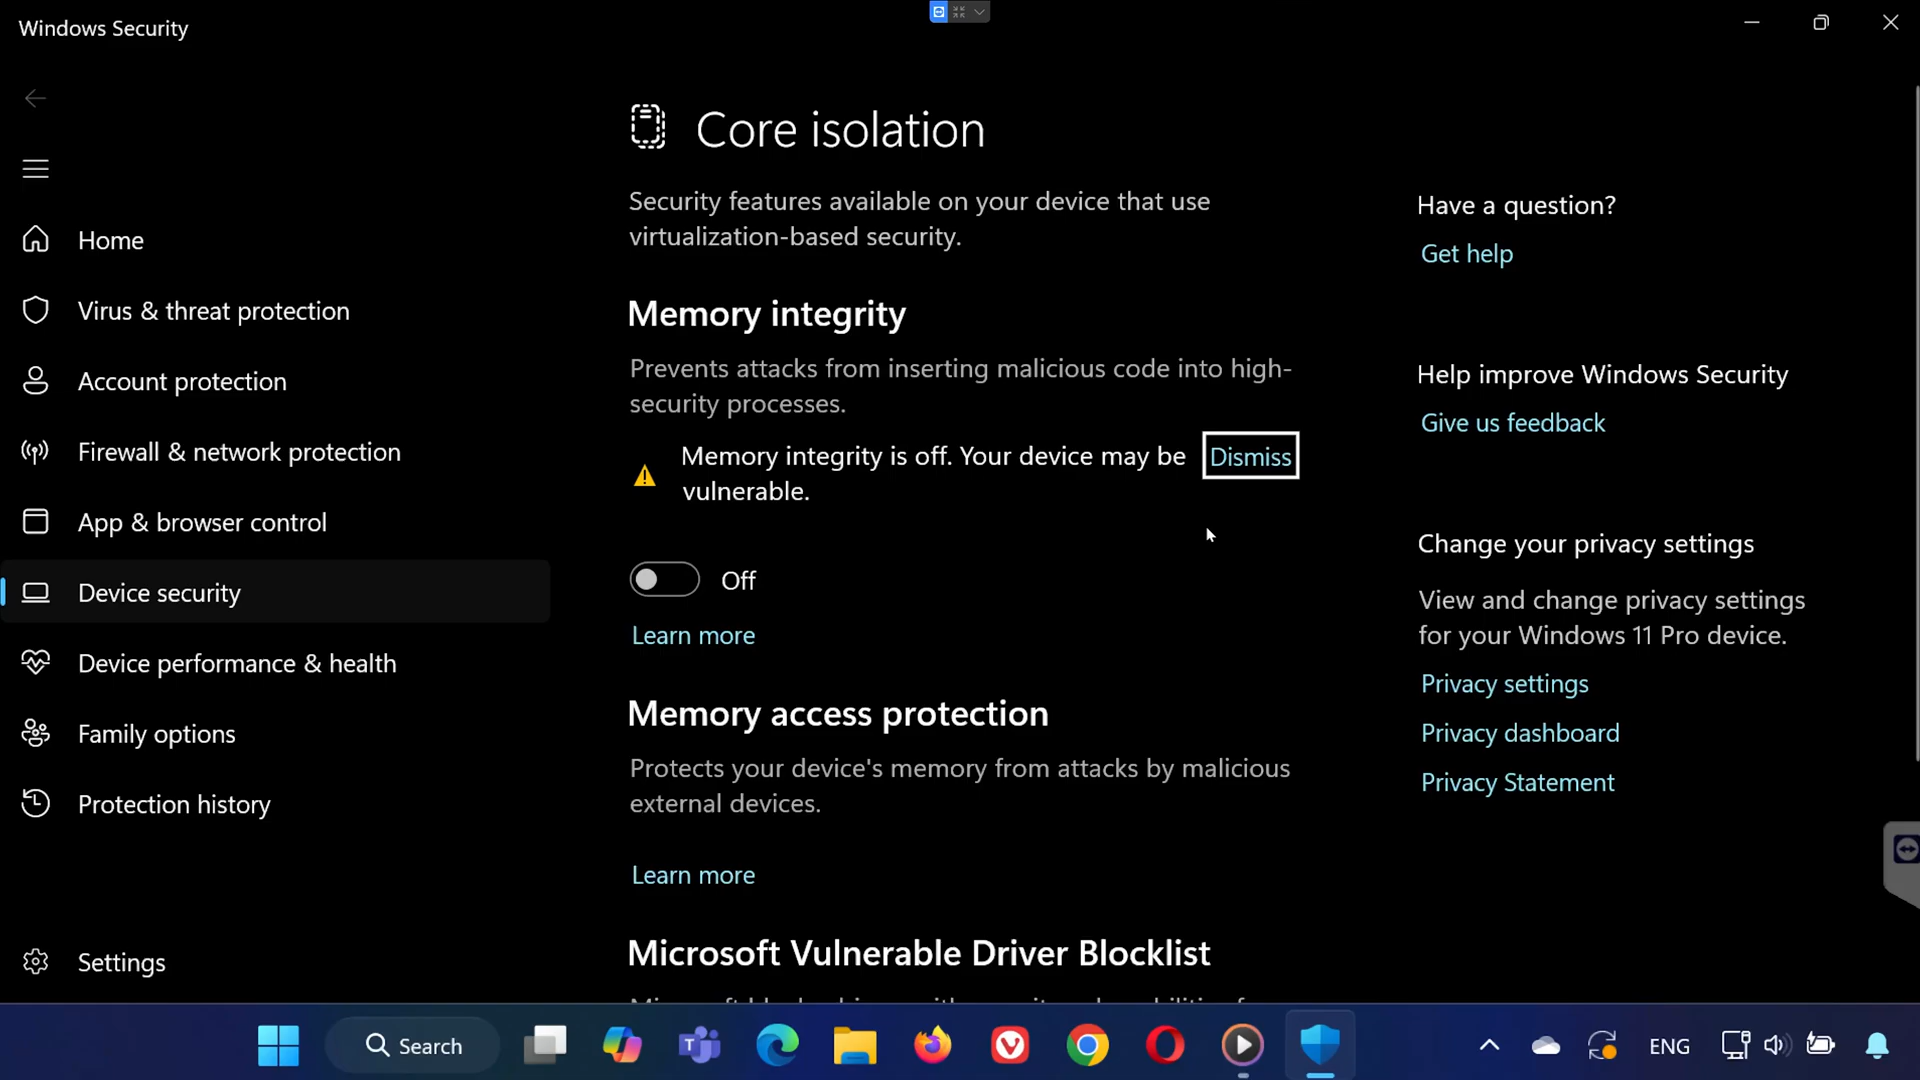 Windows Security
Home
Virus & threat protection
Account protection
Firewall & network protection
App & browser control
Device security
Device performance & health
Family options
Protection history
Settings
Core isolation
Security features available on your device that use
virtualization-based security.
Memory integrity
Prevents attacks from inserting malicious code into high-
security processes.
Memory integrity is off. Your device may be
vulnerable.
Dismiss
Off
Learn more
Memory access protection
Protects your device's memory from attacks by malicious
external devices.
Learn more
Microsoft Vulnerable Driver Blocklist
Have a question?
Get help
Help improve Windows Security
Give us feedback
Change your privacy settings
View and change privacy settings
for your Windows 11 Pro device.
Privacy settings
Privacy dashboard
Privacy Statement
Search
ENG